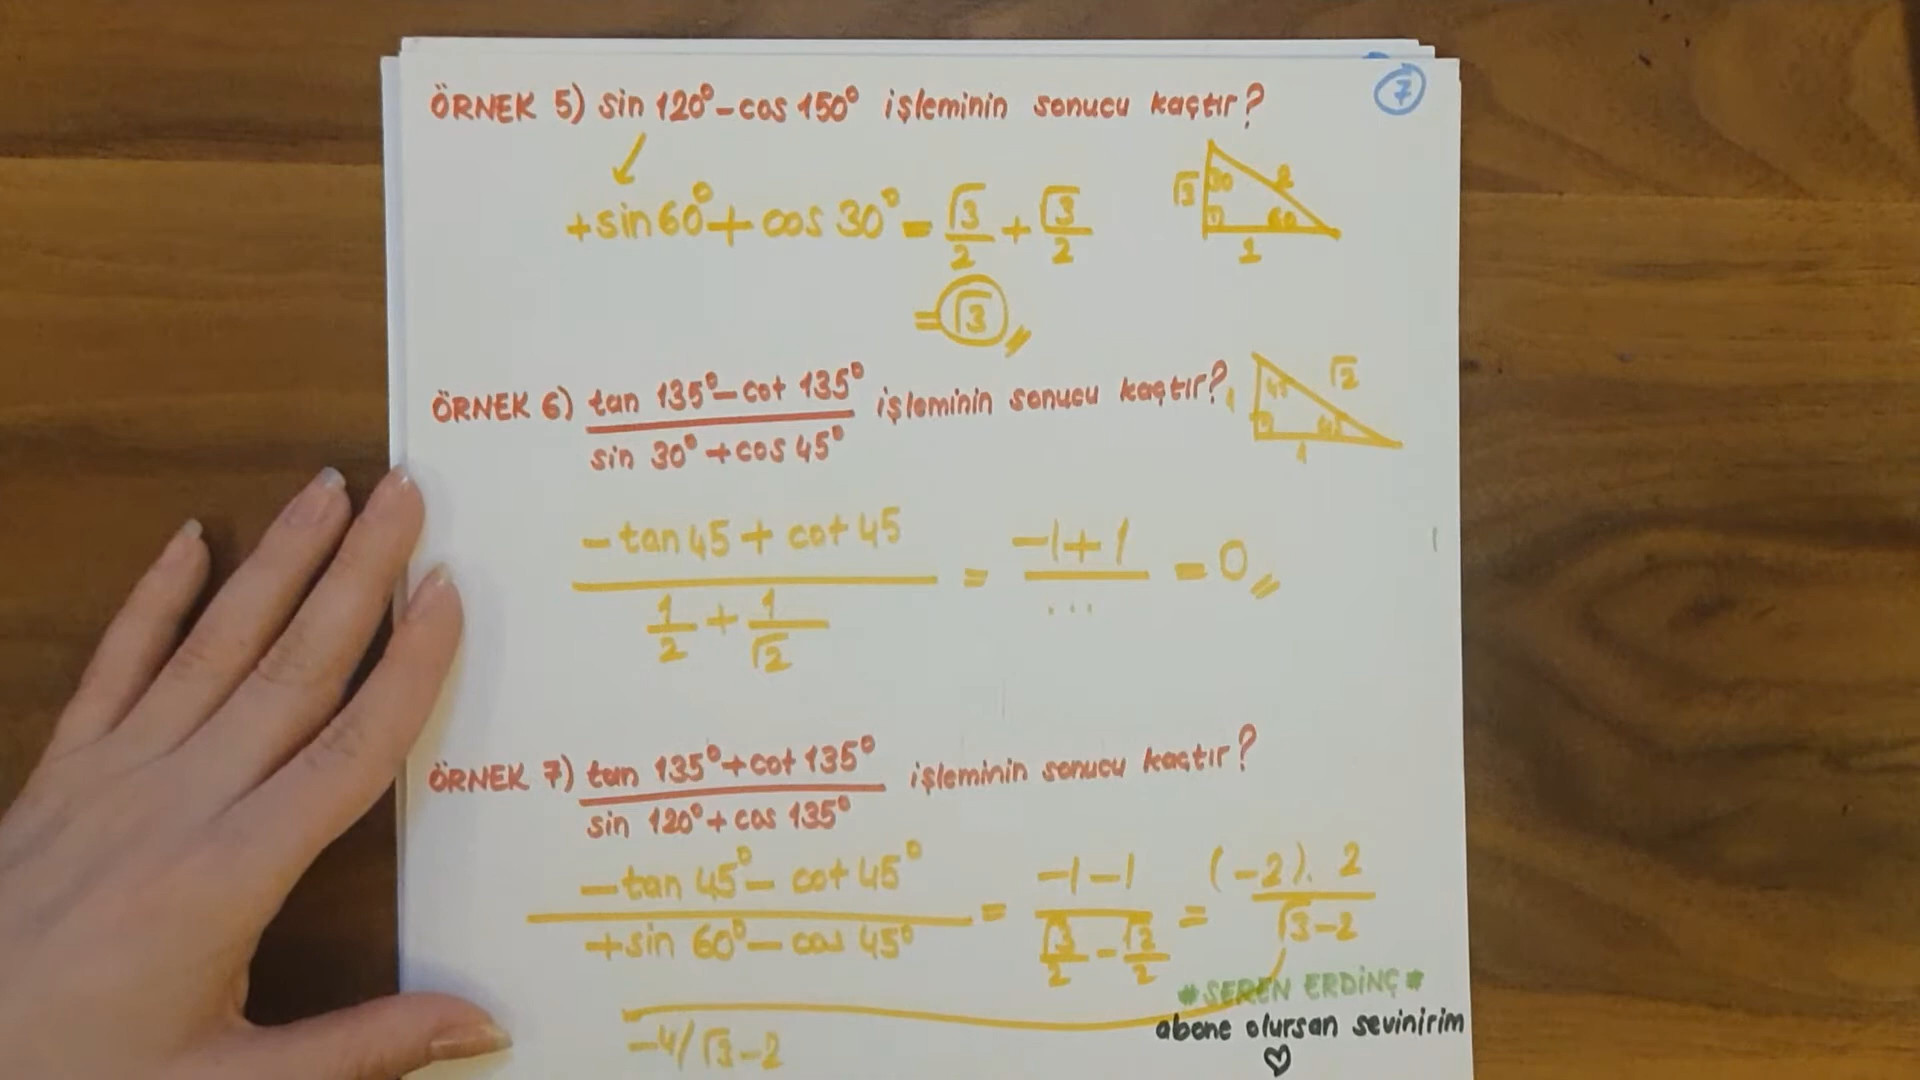 7
ÖRNEK 5) sin 120° - cos 150° işleminin sonucu kaçtır?
+sin60° + cos 30° = √3/2 + √3/2
= √3
√3 30 2
60
1
ÖRNEK 6) tan 135° - cot 135° / sin 30° + cos 45° işleminin sonucu kaçtır?
1 45 √2
45
1
-tan 45 + cot 45 / 1/2 + 1/√2 = -1+1 / ... = 0
ÖRNEK 7) tan 135° + cot 135° / sin 120° + cos 135° işleminin sonucu kaçtır?
-tan 45° - cot 45° / +sin 60° - cos 45° = -1-1 / √3/2 - √2/2 = (-2).2 / √3-2
-4/√3-2
SEREN ERDİNÇ
abone olursan sevinirim